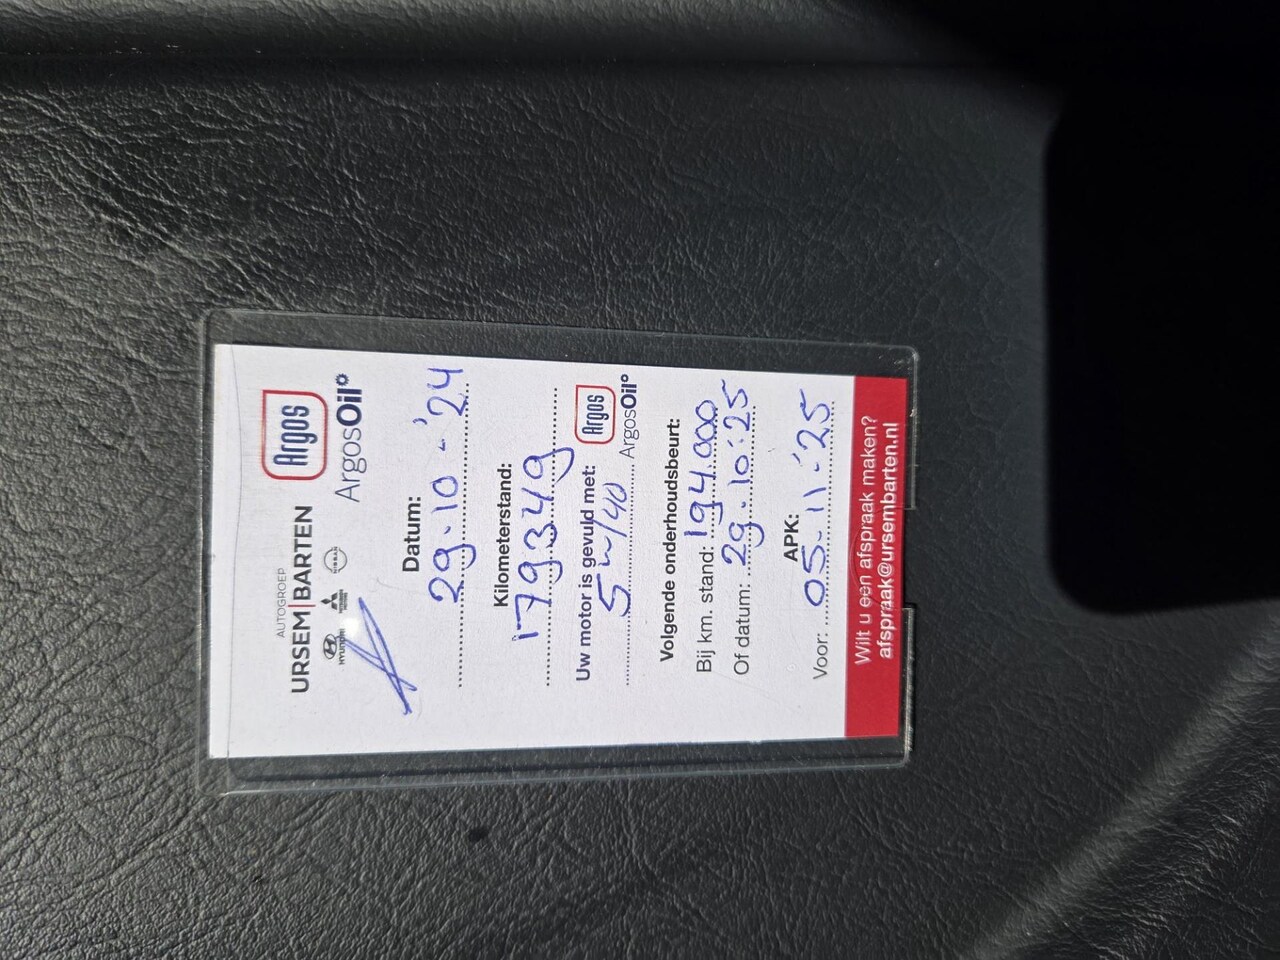 AUTOGROEP
URSEM|BARTEN
Argos
ArgosOil
HYUNDAI
Datum:
29.10-'24
Kilometerstand:
179349
Uw motor is gevuld met:
Argos
5w/40
ArgosOil
Volgende onderhoudsbeurt:
Bij km. stand: 194.000
Of datum: 29.10.'25
APK:
Voor: 05-11-'25
Wilt u een afspraak maken?
afspraak@ursembarten.nl